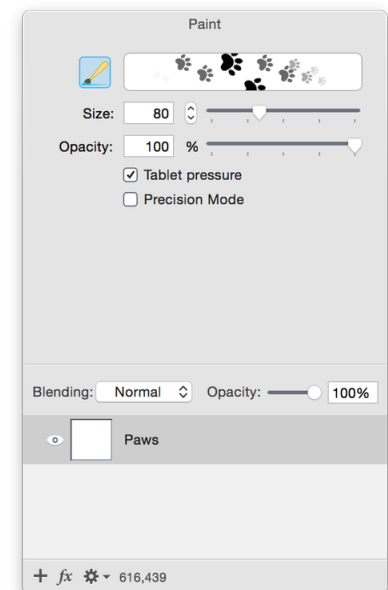 Paint
Size: 80
Opacity: 100 %
Tablet pressure
Precision Mode
Blending: Normal Opacity: 100%
Paws
fx 616,439